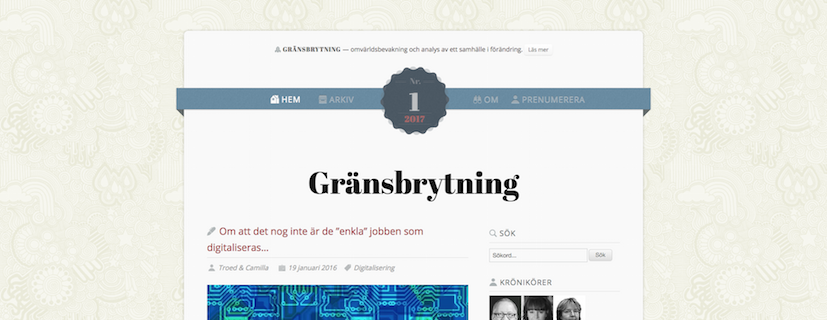 GRÄNSBRYTNING — omvärldsbevakning och analys av ett samhälle i förändring. Läs mer
HEM ARKIV Nr. 1 2017 OM PRENUMERERA
Gränsbrytning
Om att det nog inte är de “enkla” jobben som
digitaliseras...
Troed & Camilla 19 januari 2016 Digitalisering
SÖK
Sökord... Sök
KRÖNIKÖRER